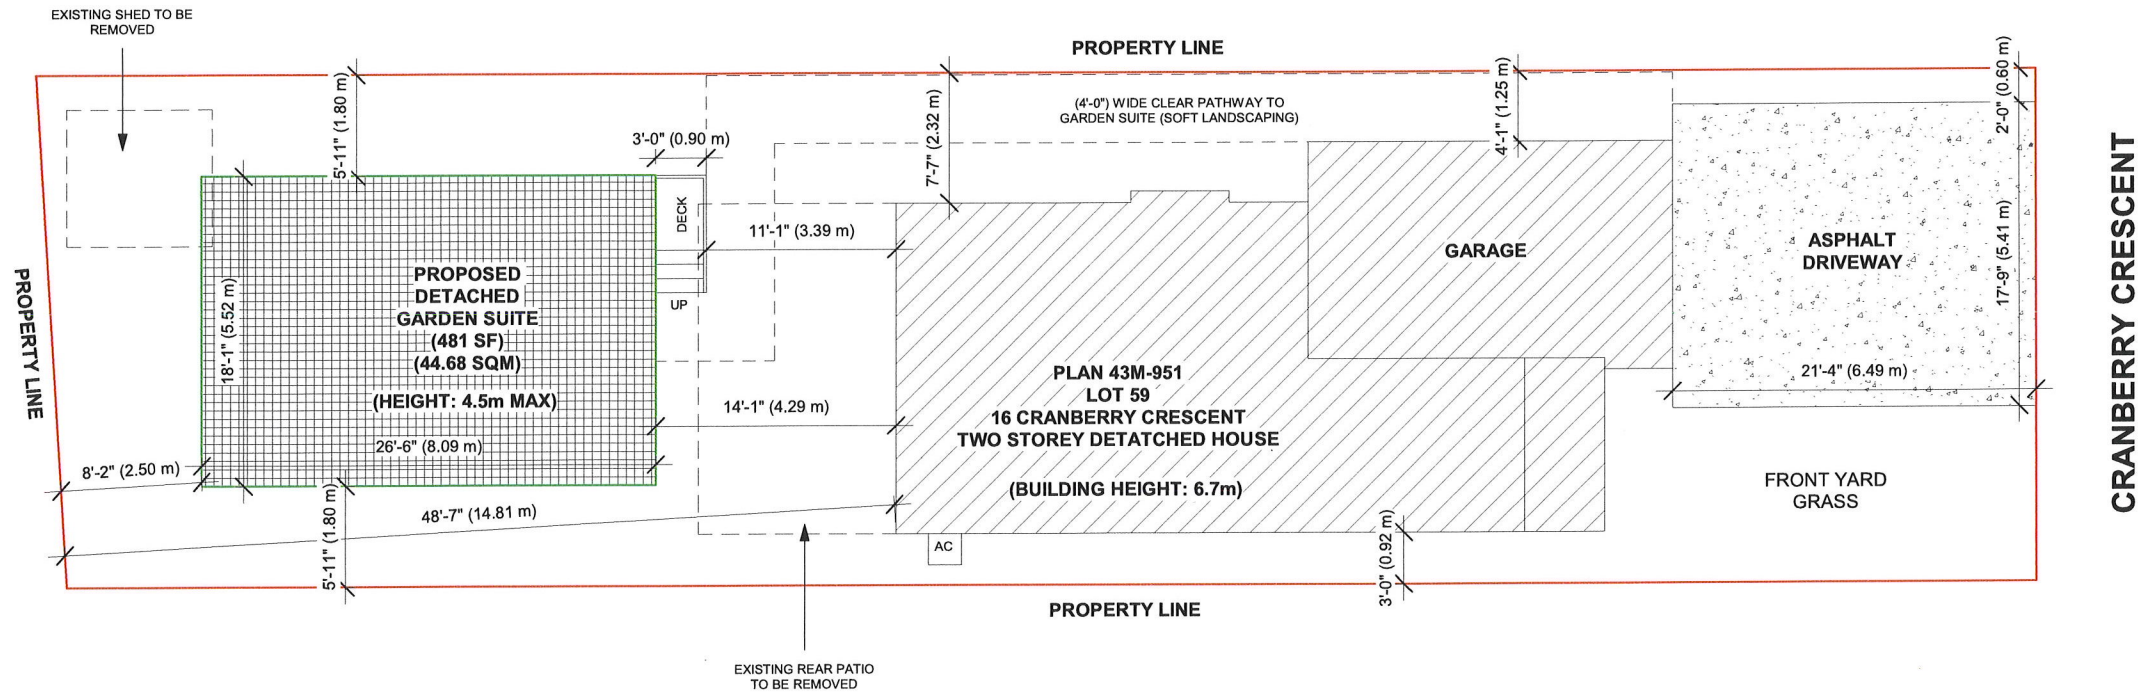 EXISTING SHED TO BE
REMOVED
PROPERTY LINE
5'-11" (1.80 m)
3'-0" (0.90 m)
7'-7" (2.32 m)
(4'-0") WIDE CLEAR PATHWAY TO
GARDEN SUITE (SOFT LANDSCAPING)
4'-1" (1.25 m)
2'-0" (0.60 m)
DECK
11'-1" (3.39 m)
GARAGE
ASPHALT
DRIVEWAY
17'-9" (5.41 m)
CRANBERRY CRESCENT
PROPERTY LINE
18'-1" (5.52 m)
PROPOSED
DETACHED
GARDEN SUITE
(481 SF)
(44.68 SQM)
(HEIGHT: 4.5m MAX)
UP
26'-6" (8.09 m)
14'-1" (4.29 m)
PLAN 43M-951
LOT 59
16 CRANBERRY CRESCENT
TWO STOREY DETATCHED HOUSE
(BUILDING HEIGHT: 6.7m)
21'-4" (6.49 m)
8'-2" (2.50 m)
48'-7" (14.81 m)
5'-11" (1.80 m)
AC
3'-0" (0.92 m)
FRONT YARD
GRASS
PROPERTY LINE
EXISTING REAR PATIO
TO BE REMOVED